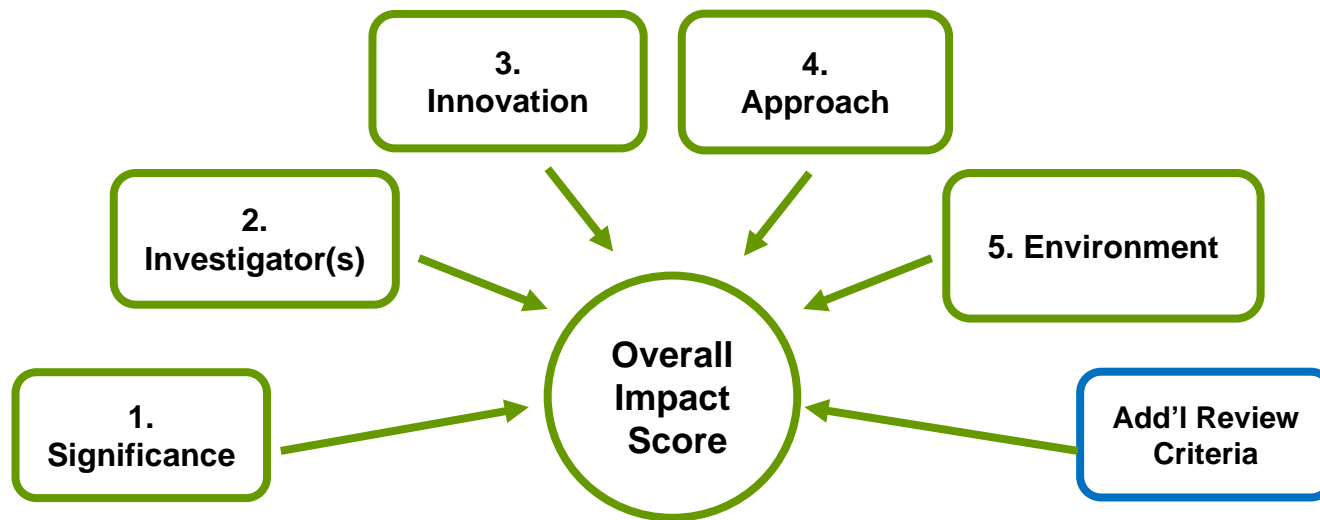 1.
Significance
2.
Investigator(s)
3.
Innovation
4.
Approach
5. Environment
Add’l Review
Criteria
Overall
Impact
Score